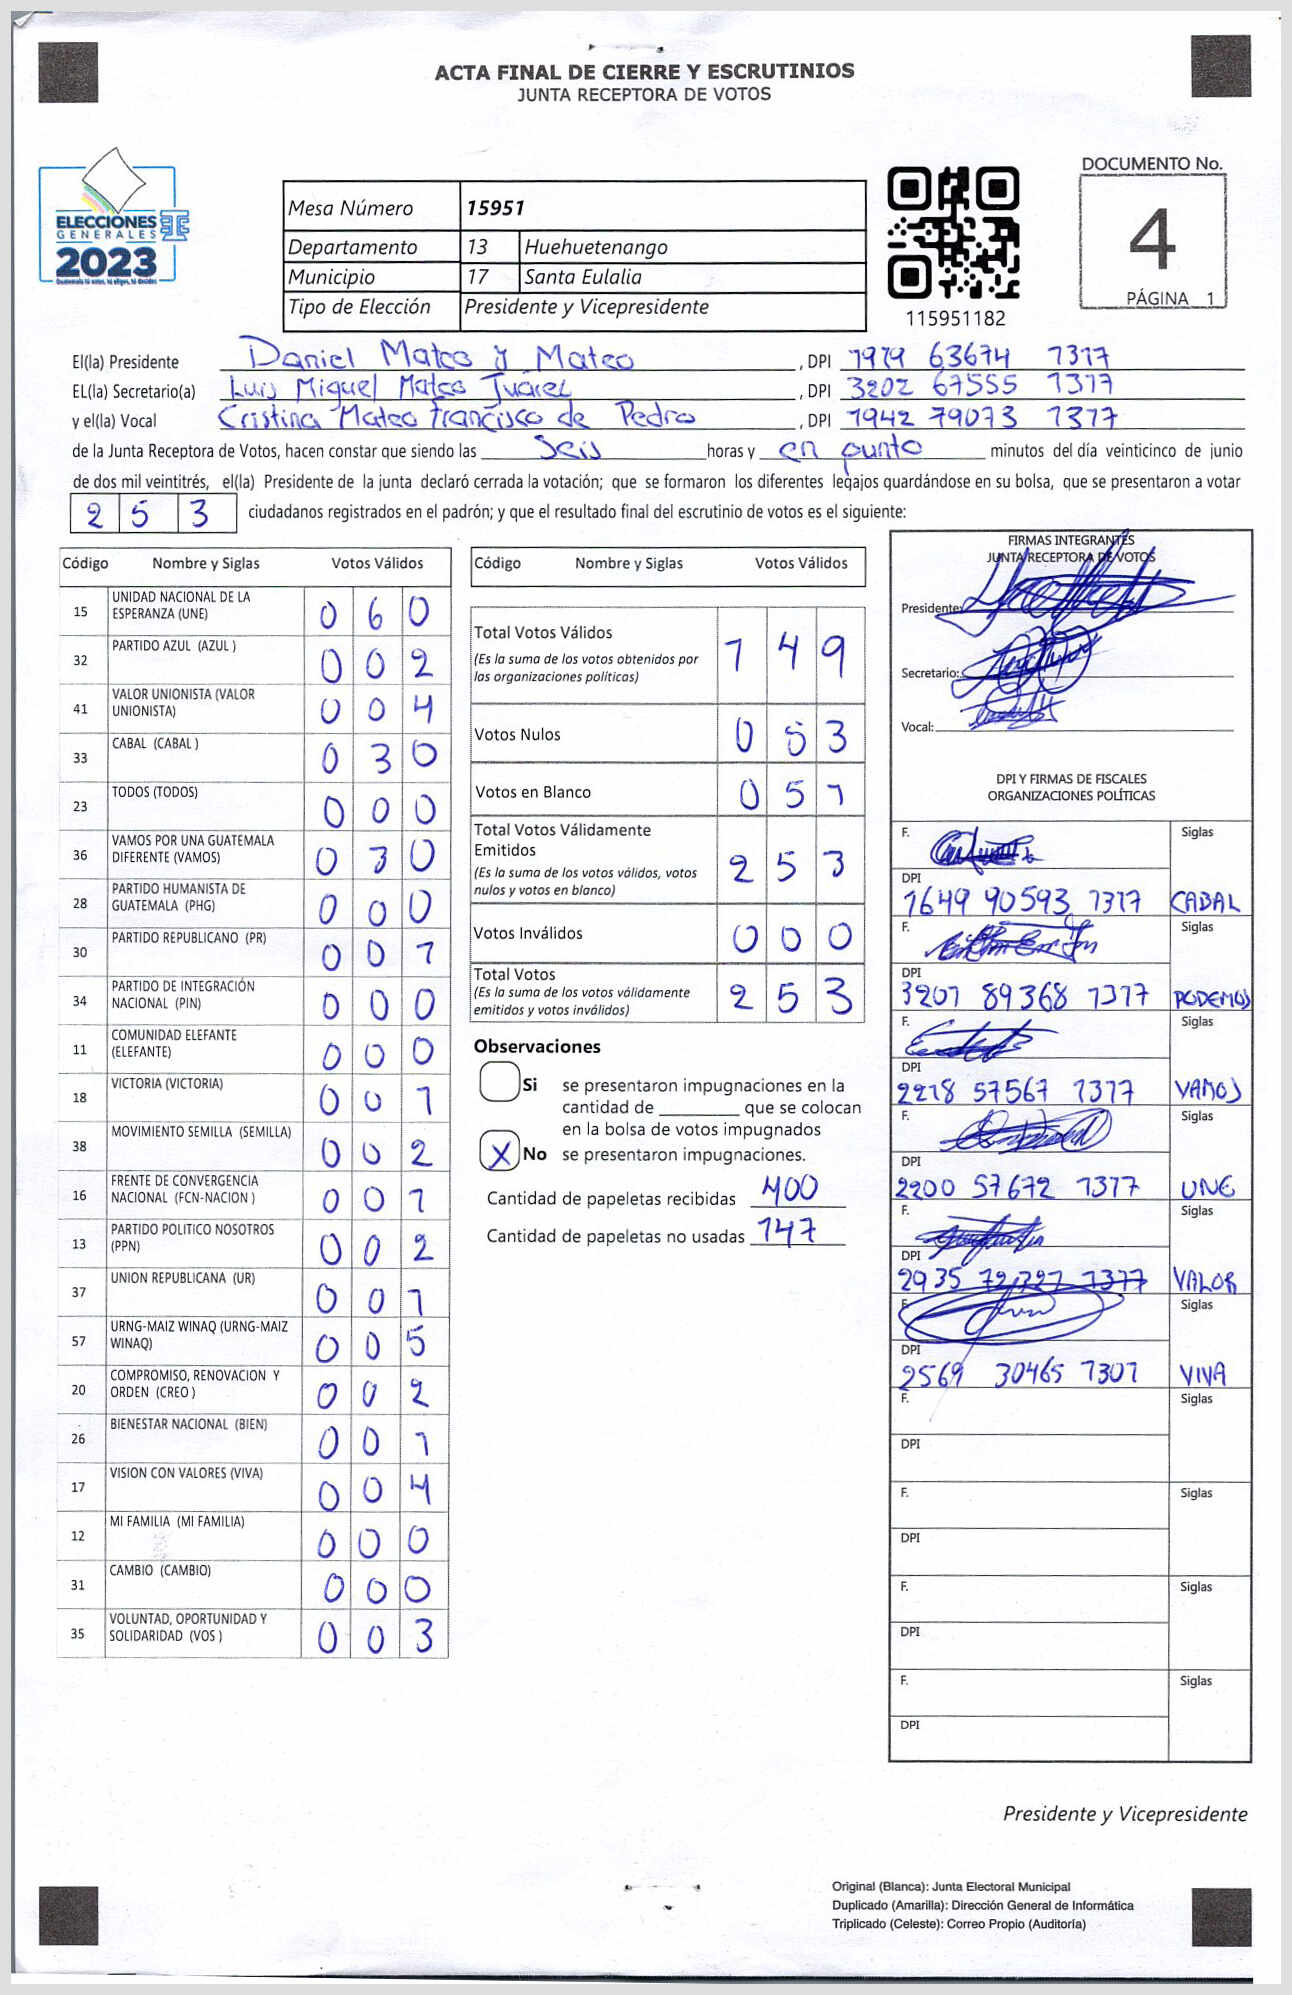 ACTA FINAL DE CIERRE Y ESCRUTINIOS
JUNTA RECEPTORA DE VOTOS
ELECCIONES
GENERALES
2023
Guatemala tú votas, tú eliges, tú decides
Mesa Número 15951
Departamento 13 Huehuetenango
Municipio 17 Santa Eulalia
Tipo de Elección Presidente y Vicepresidente
115951182
DOCUMENTO No.
4
PÁGINA 1
El(la) Presidente Daniel Mateo y Mateo, DPI 1979 63674 1317
EL(la) Secretario(a) Luis Miguel Mateo Juárez, DPI 3202 67555 1317
y el(la) Vocal Cristina Mateo Francisco de Pedro, DPI 1942 79073 1317
de la Junta Receptora de Votos, hacen constar que siendo las Seis horas y en punto minutos del día veinticinco de junio
de dos mil veintitrés, el(la) Presidente de la junta declaró cerrada la votación; que se formaron los diferentes legajos guardándose en su bolsa, que se presentaron a votar
253 ciudadanos registrados en el padrón; y que el resultado final del escrutinio de votos es el siguiente:
Código Nombre y Siglas Votos Válidos
15 UNIDAD NACIONAL DE LA ESPERANZA (UNE) 0 6 0
32 PARTIDO AZUL (AZUL ) 0 0 2
41 VALOR UNIONISTA (VALOR UNIONISTA) 0 0 4
33 CABAL (CABAL ) 0 3 0
23 TODOS (TODOS) 0 0 0
36 VAMOS POR UNA GUATEMALA DIFERENTE (VAMOS) 0 3 0
28 PARTIDO HUMANISTA DE GUATEMALA (PHG) 0 0 0
30 PARTIDO REPUBLICANO (PR) 0 0 1
34 PARTIDO DE INTEGRACIÓN NACIONAL (PIN) 0 0 0
11 COMUNIDAD ELEFANTE (ELEFANTE) 0 0 0
18 VICTORIA (VICTORIA) 0 0 1
38 MOVIMIENTO SEMILLA (SEMILLA) 0 0 2
16 FRENTE DE CONVERGENCIA NACIONAL (FCN-NACION ) 0 0 1
13 PARTIDO POLITICO NOSOTROS (PPN) 0 0 2
37 UNION REPUBLICANA (UR) 0 0 1
57 URNG-MAIZ WINAQ (URNG-MAIZ WINAQ) 0 0 5
20 COMPROMISO, RENOVACION Y ORDEN (CREO ) 0 0 2
26 BIENESTAR NACIONAL (BIEN) 0 0 1
17 VISION CON VALORES (VIVA) 0 0 4
12 MI FAMILIA (MI FAMILIA) 0 0 0
31 CAMBIO (CAMBIO) 0 0 0
35 VOLUNTAD, OPORTUNIDAD Y SOLIDARIDAD (VOS ) 0 0 3
Código Nombre y Siglas Votos Válidos
Total Votos Válidos 1 4 9
(Es la suma de los votos obtenidos por
las organizaciones políticas)
Votos Nulos 0 5 3
Votos en Blanco 0 5 1
Total Votos Válidamente
Emitidos 2 5 3
(Es la suma de los votos válidos, votos
nulos y votos en blanco)
Votos Inválidos 0 0 0
Total Votos 2 5 3
(Es la suma de los votos válidamente
emitidos y votos inválidos)
Observaciones
Si se presentaron impugnaciones en la
cantidad de ________ que se colocan
en la bolsa de votos impugnados
X No se presentaron impugnaciones.
Cantidad de papeletas recibidas 400
Cantidad de papeletas no usadas 147
FIRMAS INTEGRANTES
JUNTA RECEPTORA DE VOTOS
Presidente:
Secretario:
Vocal:
DPI Y FIRMAS DE FISCALES
ORGANIZACIONES POLÍTICAS
F. Siglas
DPI
1649 90593 1317 CABAL
F. Siglas
DPI
3201 89368 1317 PODEMOS
F. Siglas
DPI
2218 57567 1317 VAMOS
F. Siglas
DPI
2200 57672 1317 UNE
F. Siglas
DPI
2935 1317 VALOR
F. Siglas
DPI
2569 30465 1301 VIVA
F. Siglas
DPI
F. Siglas
DPI
F. Siglas
DPI
F. Siglas
DPI
Presidente y Vicepresidente
Original (Blanca): Junta Electoral Municipal
Duplicado (Amarilla): Dirección General de Informática
Triplicado (Celeste): Correo Propio (Auditoría)